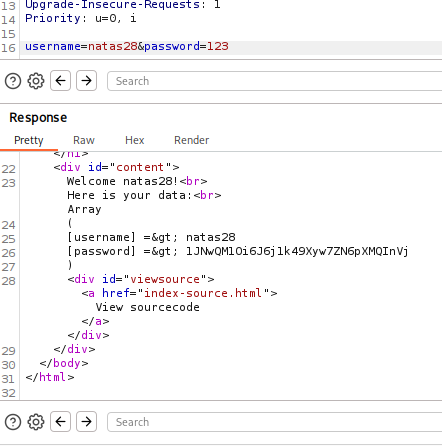 13 Upgrade-Insecure-Requests: 1
14 Priority: u=0, i
15
16 username=natas28&password=123
Search
Response
Pretty Raw Hex Render
</h1>
22 <div id="content">
23 Welcome natas28!<br>
Here is your data:<br>
Array
24 (
25 [username] =&gt; natas28
26 [password] =&gt; 1JNwQM1Oi6J6j1k49Xyw7ZN6pXMQInVj
27 )
28 <div id="viewsource">
<a href="index-source.html">
View sourcecode
</a>
</div>
29 </div>
30 </body>
31 </html>
32
Search